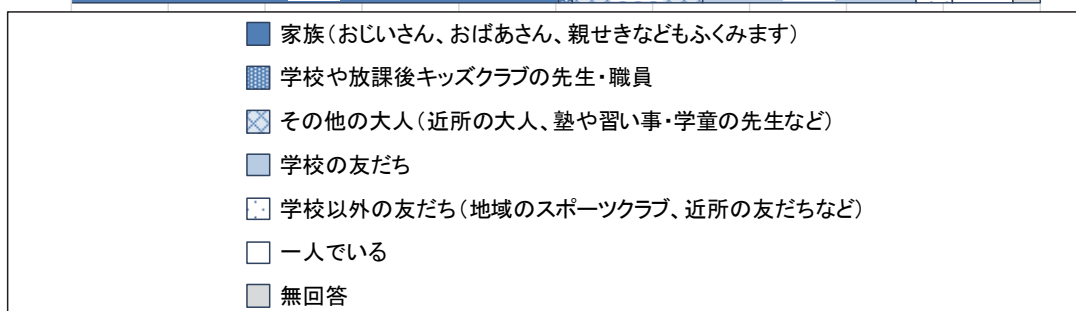 家族(おじいさん、おばあさん、親せきなどもふくみます)
学校や放課後キッズクラブの先生・職員
その他の大人(近所の大人、塾や習い事・学童の先生など)
学校の友だち
学校以外の友だち(地域のスポーツクラブ、近所の友だちなど)
一人でいる
無回答